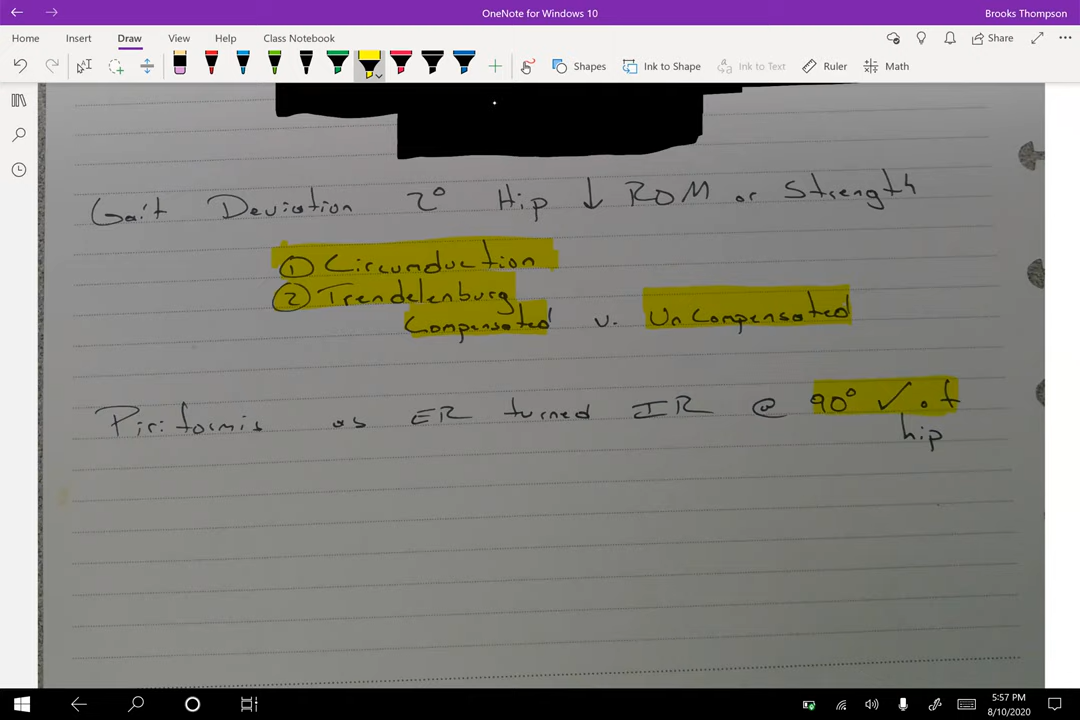 OneNote for Windows 10
Brooks Thompson
Home Insert Draw View Help Class Notebook
Share
Shapes Ink to Shape Ink to Text Ruler Math
Gait Deviation 2° Hip ↓ ROM or Strength
① Circumduction
② Trendelenburg
Compensated v. UnCompensated
Piriformis as ER turned IR @ 90° ✓ of
hip
5:57 PM
8/10/2020